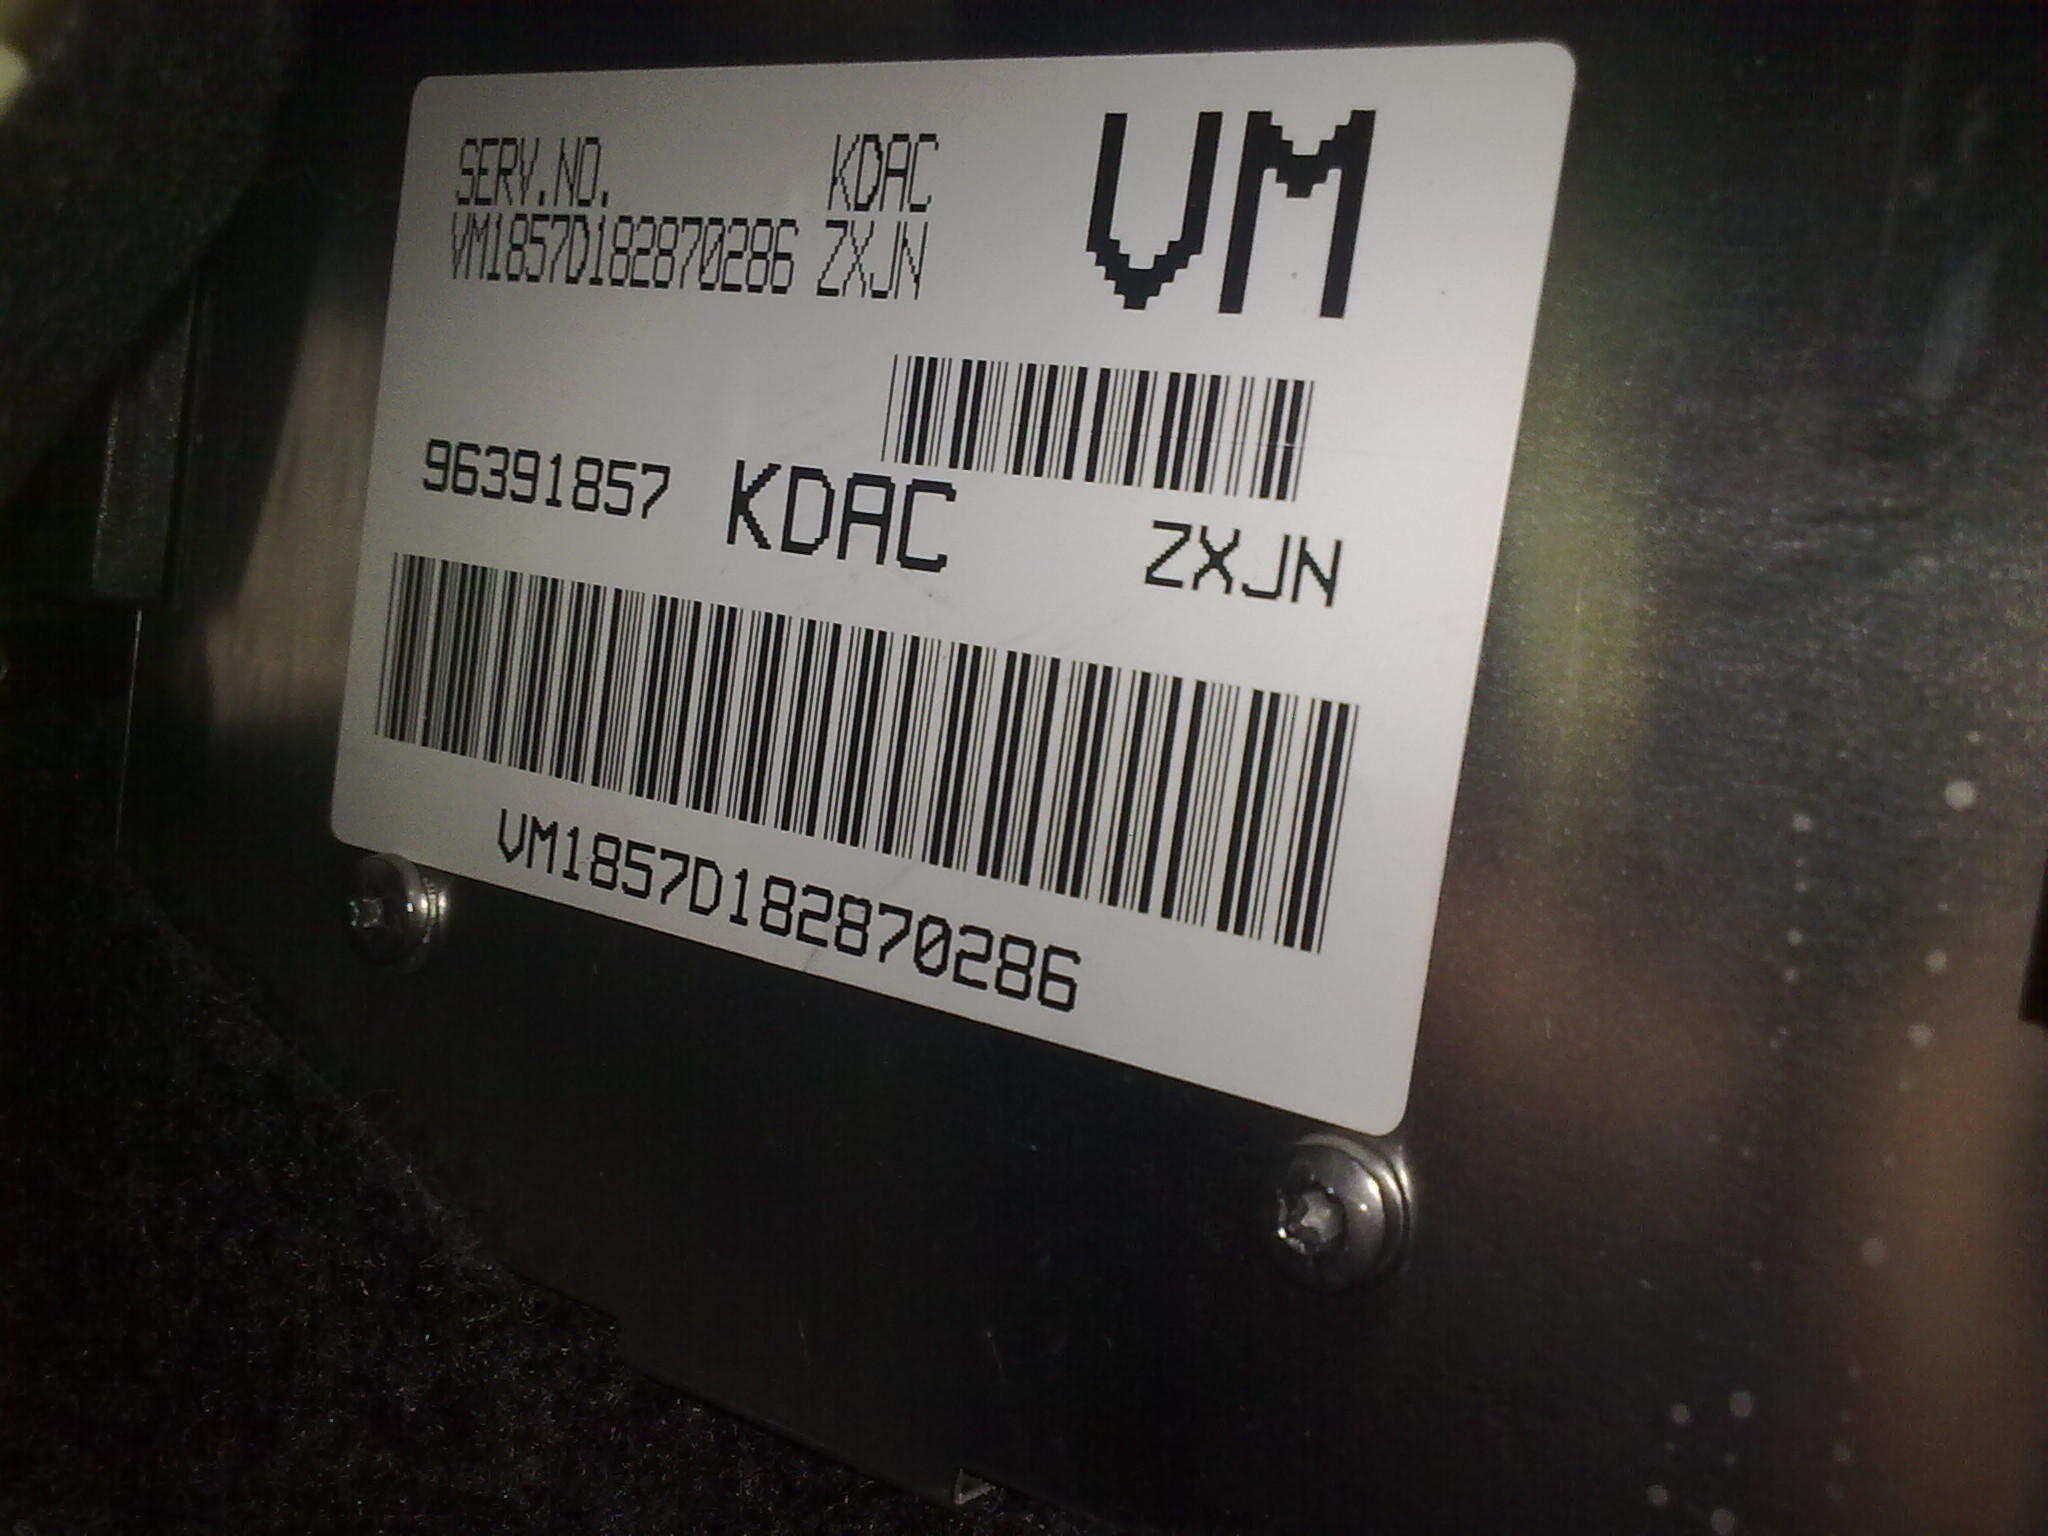 SERV.NO. KDAC
VM1857D182870286 ZXJN
VM
96391857 KDAC ZXJN
VM1857D182870286